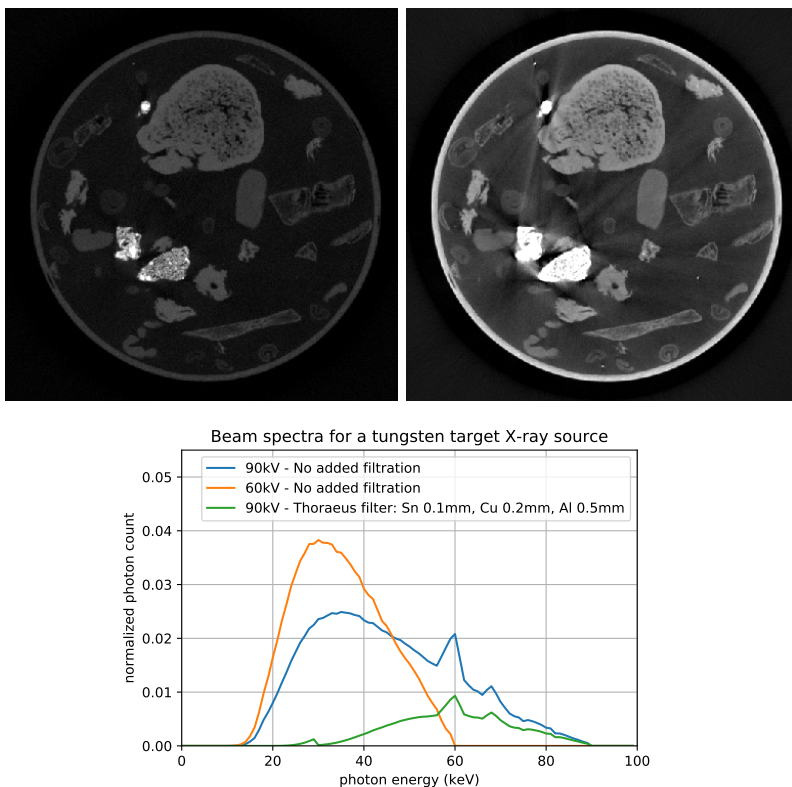 Beam spectra for a tungsten target X-ray source
90kV - No added filtration
60kV - No added filtration
90kV - Thoraeus filter: Sn 0.1mm, Cu 0.2mm, Al 0.5mm
normalized photon count
0.05
0.04
0.03
0.02
0.01
0.00
0 20 40 60 80 100
photon energy (keV)